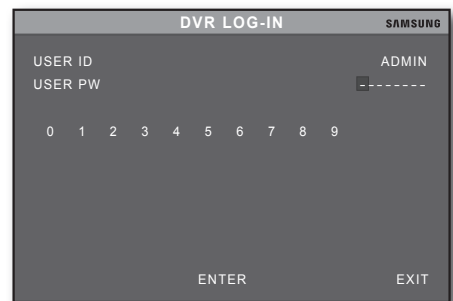 DVR LOG-IN SAMSUNG
USER ID ADMIN
USER PW --------
0 1 2 3 4 5 6 7 8 9
ENTER EXIT